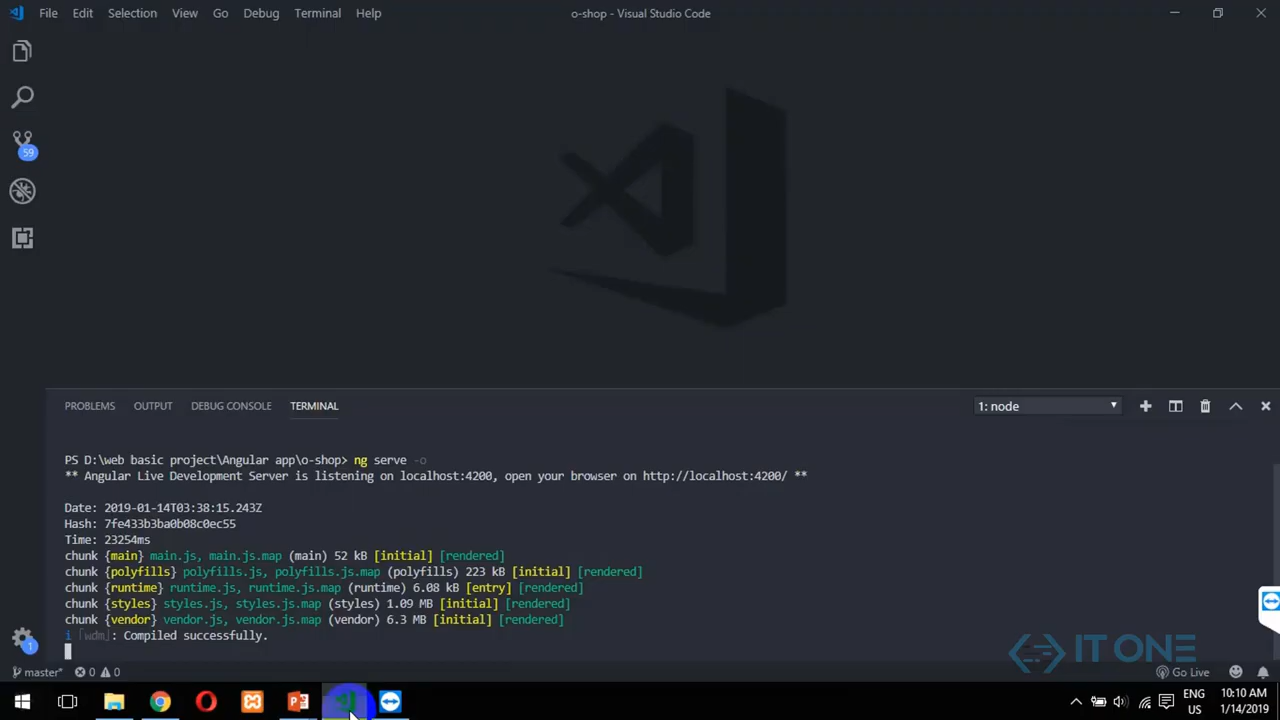 File Edit Selection View Go Debug Terminal Help
o-shop - Visual Studio Code
59
PROBLEMS OUTPUT DEBUG CONSOLE TERMINAL
1: node
PS D:\web basic project\Angular app\o-shop> ng serve -o
** Angular Live Development Server is listening on localhost:4200, open your browser on http://localhost:4200/ **
Date: 2019-01-14T03:38:15.243Z
Hash: 7fe433b3ba0b08c0ec55
Time: 23254ms
chunk {main} main.js, main.js.map (main) 52 kB [initial] [rendered]
chunk {polyfills} polyfills.js, polyfills.js.map (polyfills) 223 kB [initial] [rendered]
chunk {runtime} runtime.js, runtime.js.map (runtime) 6.08 kB [entry] [rendered]
chunk {styles} styles.js, styles.js.map (styles) 1.09 MB [initial] [rendered]
chunk {vendor} vendor.js, vendor.js.map (vendor) 6.3 MB [initial] [rendered]
i ｢wdm｣: Compiled successfully.
1
IT ONE
master* 0 0
Go Live
ENG
US
10:10 AM
1/14/2019